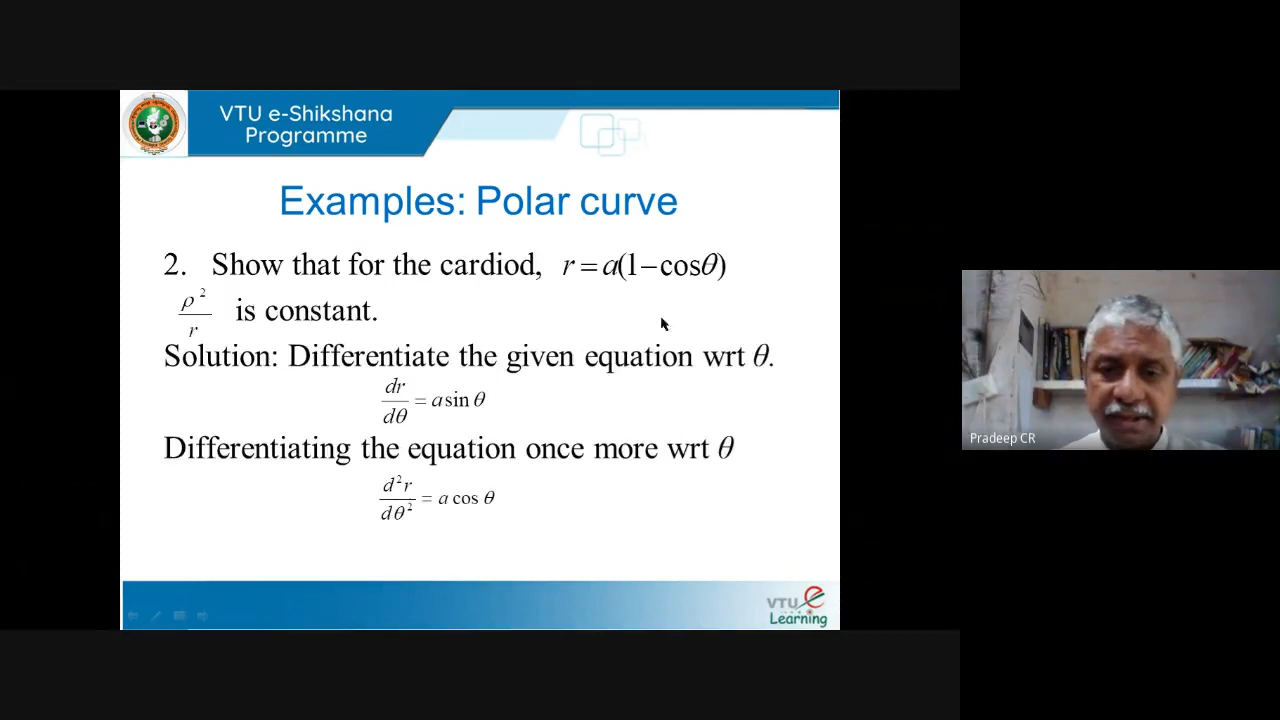 VTU e-Shikshana
Programme
Examples: Polar curve
2. Show that for the cardiod, r = a(1−cosθ)
ρ² / r is constant.
Solution: Differentiate the given equation wrt θ.
dr/dθ = a sin θ
Differentiating the equation once more wrt θ
d²r/dθ² = a cos θ
VTU e
Learning
Pradeep CR